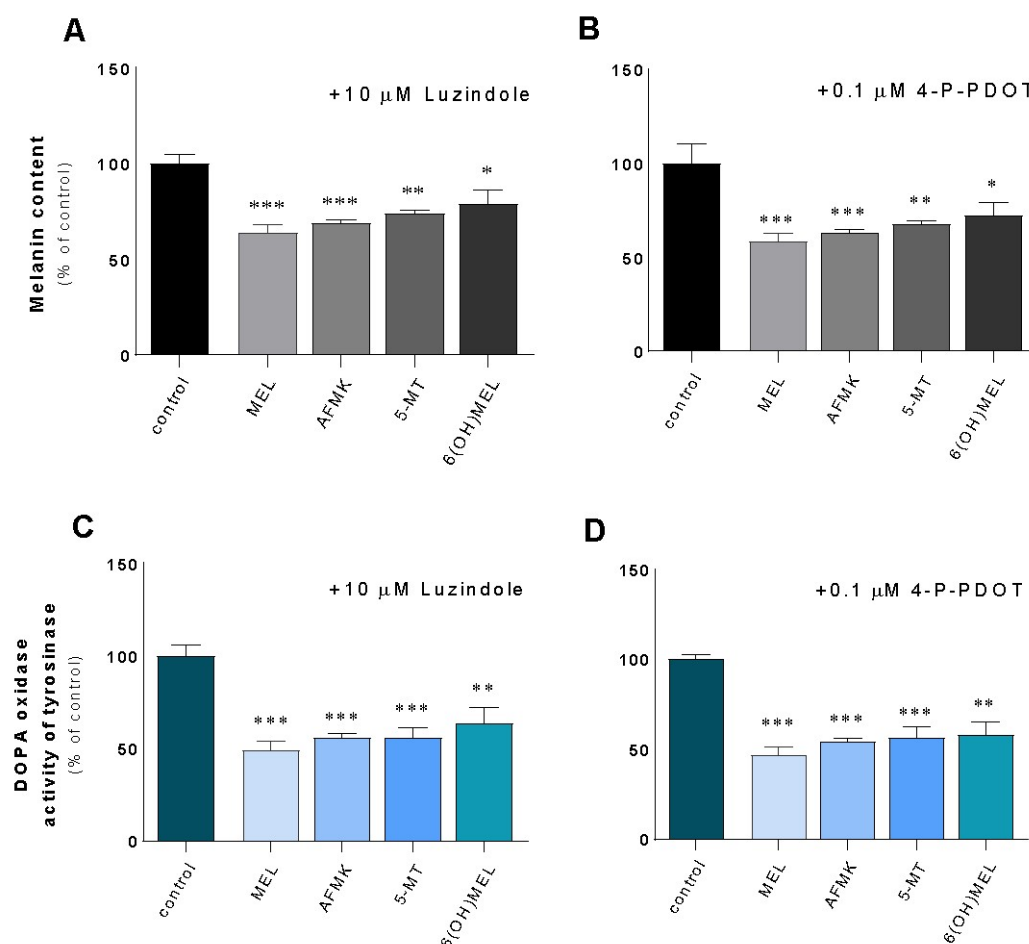 A
+10 μM Luzindole
Melanin content
(% of control)
150
100
50
0
***
***
**
*
control
MEL
AFMK
5-MT
6(OH)MEL
B
+0.1 μM 4-P-PDOT
150
100
50
0
***
***
**
*
control
MEL
AFMK
5-MT
6(OH)MEL
C
+10 μM Luzindole
DOPA oxidase
activity of tyrosinase
(% of control)
150
100
50
0
***
***
***
**
control
MEL
AFMK
5-MT
6(OH)MEL
D
+0.1 μM 4-P-PDOT
150
100
50
0
***
***
***
**
control
MEL
AFMK
5-MT
6(OH)MEL